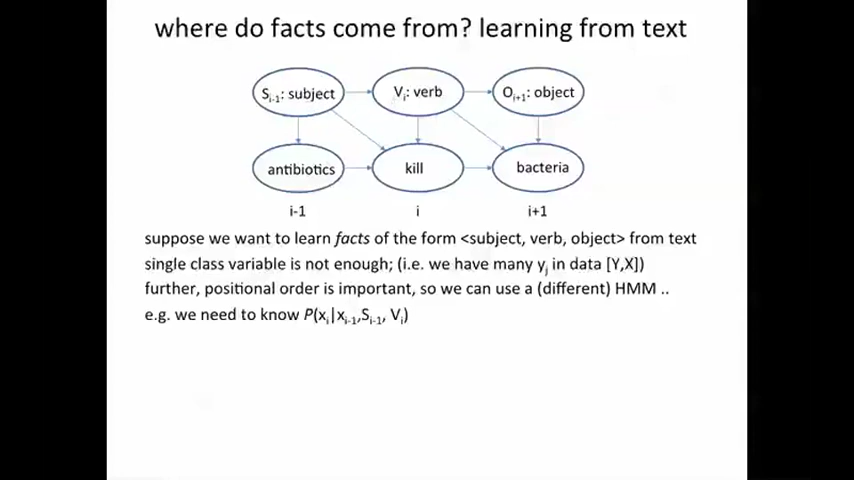 where do facts come from? learning from text
Sᵢ₋₁: subject Vᵢ: verb Oᵢ₊₁: object
antibiotics kill bacteria
i-1 i i+1
suppose we want to learn facts of the form <subject, verb, object> from text
single class variable is not enough; (i.e. we have many yⱼ in data [Y,X])
further, positional order is important, so we can use a (different) HMM ..
e.g. we need to know P(xᵢ|xᵢ₋₁,Sᵢ₋₁, Vᵢ)